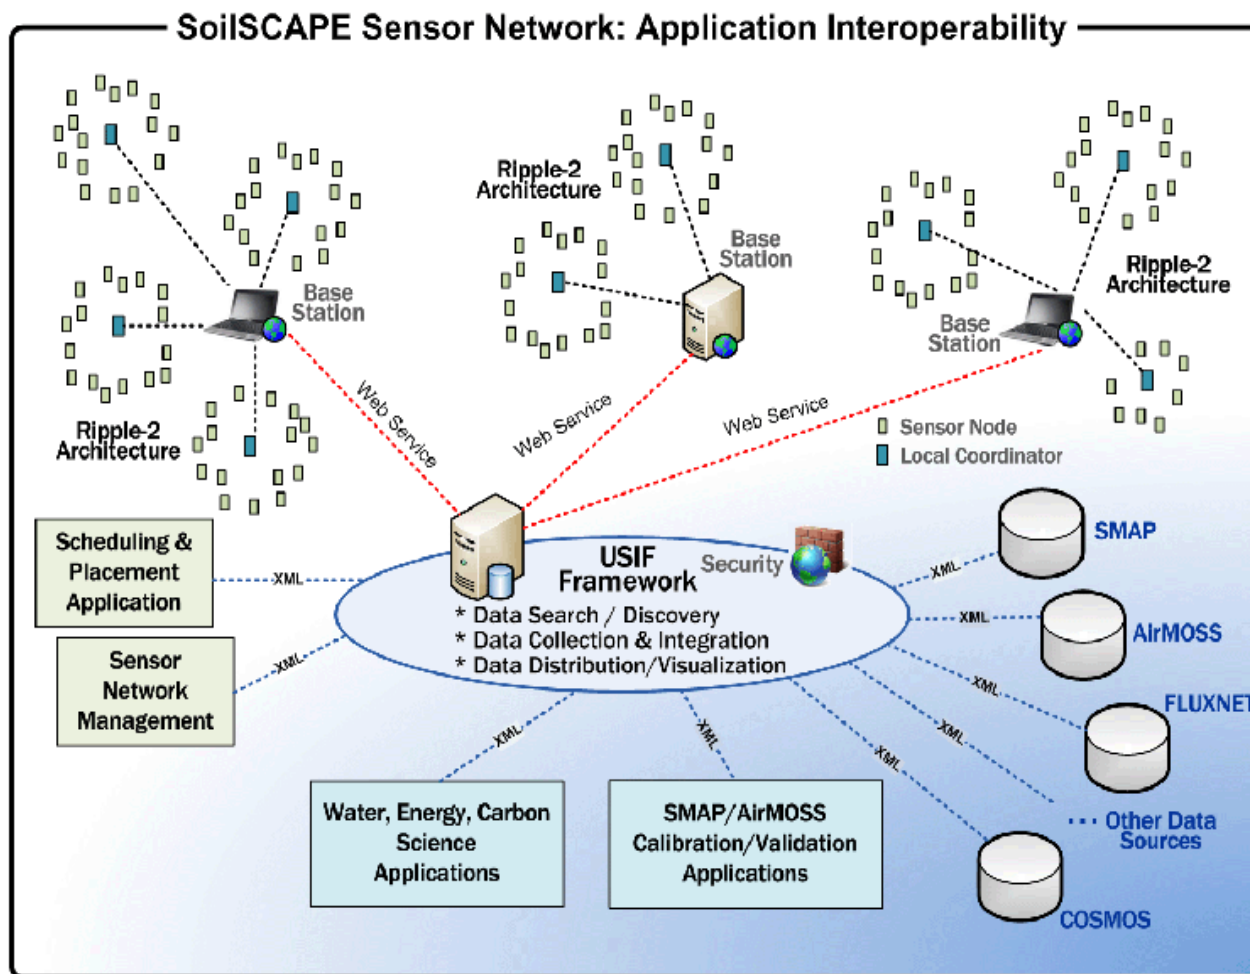 SoilSCAPE Sensor Network: Application Interoperability
Ripple-2
Architecture
Base
Station
Base
Station
Ripple-2
Architecture
Base
Station
Ripple-2
Architecture
Web Service
Web Service
Web Service
Sensor Node
Local Coordinator
Scheduling &
Placement
Application
XML
Sensor
Network
Management
XML
USIF
Framework
Security
* Data Search / Discovery
* Data Collection & Integration
* Data Distribution/Visualization
XML
SMAP
XML
AirMOSS
XML
FLUXNET
XML
Other Data
Sources
XML
COSMOS
XML
Water, Energy, Carbon
Science
Applications
XML
SMAP/AirMOSS
Calibration/Validation
Applications